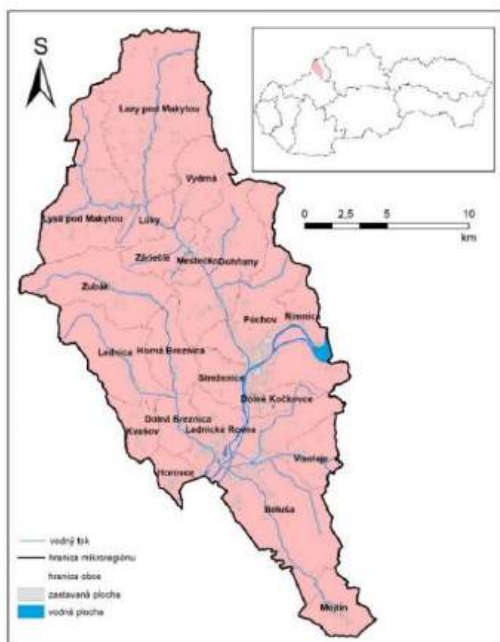 S
Lazy pod Makytou
Vydrná
Lysá pod Makytou
Lúky
0 2,5 5 10
km
Záriečie
Mestečko
Dohňany
Zubák
Púchov
Nimnica
Lednica
Horná Breznica
Streženice
Dolné Kočkovce
Dolná Breznica
Lednické Rovne
Kvašov
Visolaje
Horovce
Beluša
Mojtín
vodný tok
hranica mikroregiónu
hranica obce
zastavaná plocha
vodná plocha